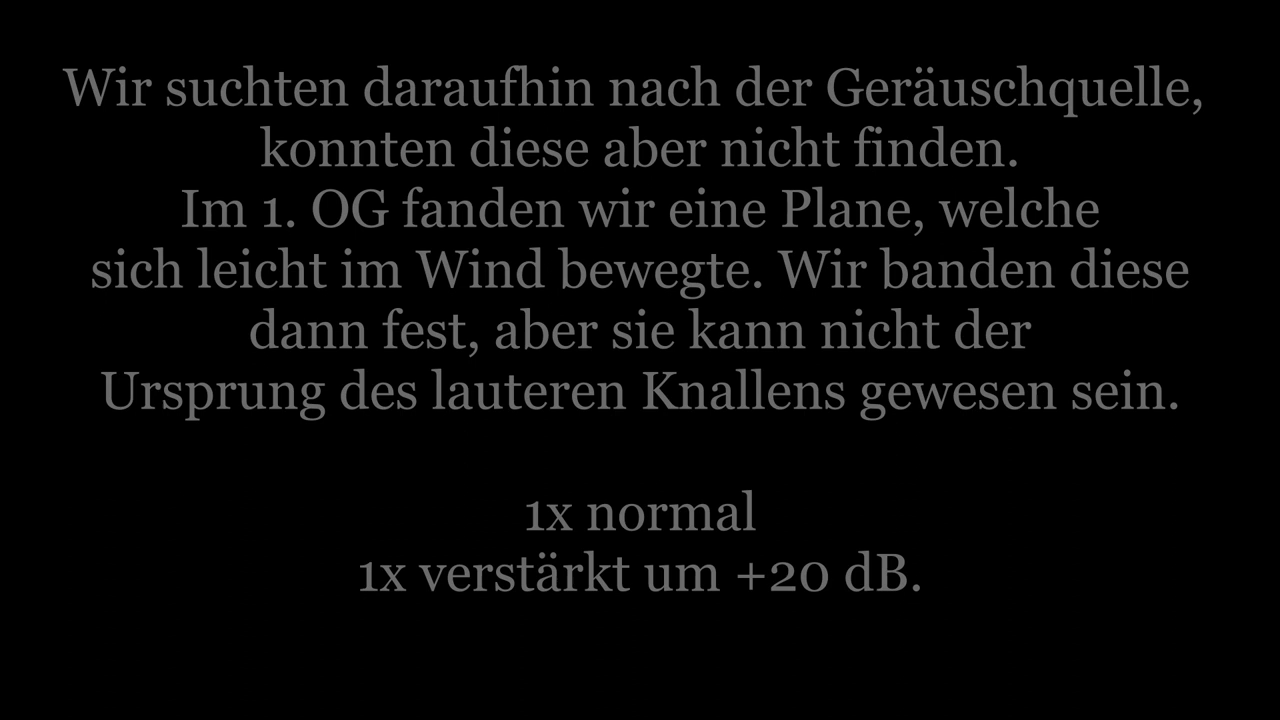 Wir suchten daraufhin nach der Geräuschquelle,
konnten diese aber nicht finden.
Im 1. OG fanden wir eine Plane, welche
sich leicht im Wind bewegte. Wir banden diese
dann fest, aber sie kann nicht der
Ursprung des lauteren Knallens gewesen sein.
1x normal
1x verstärkt um +20 dB.